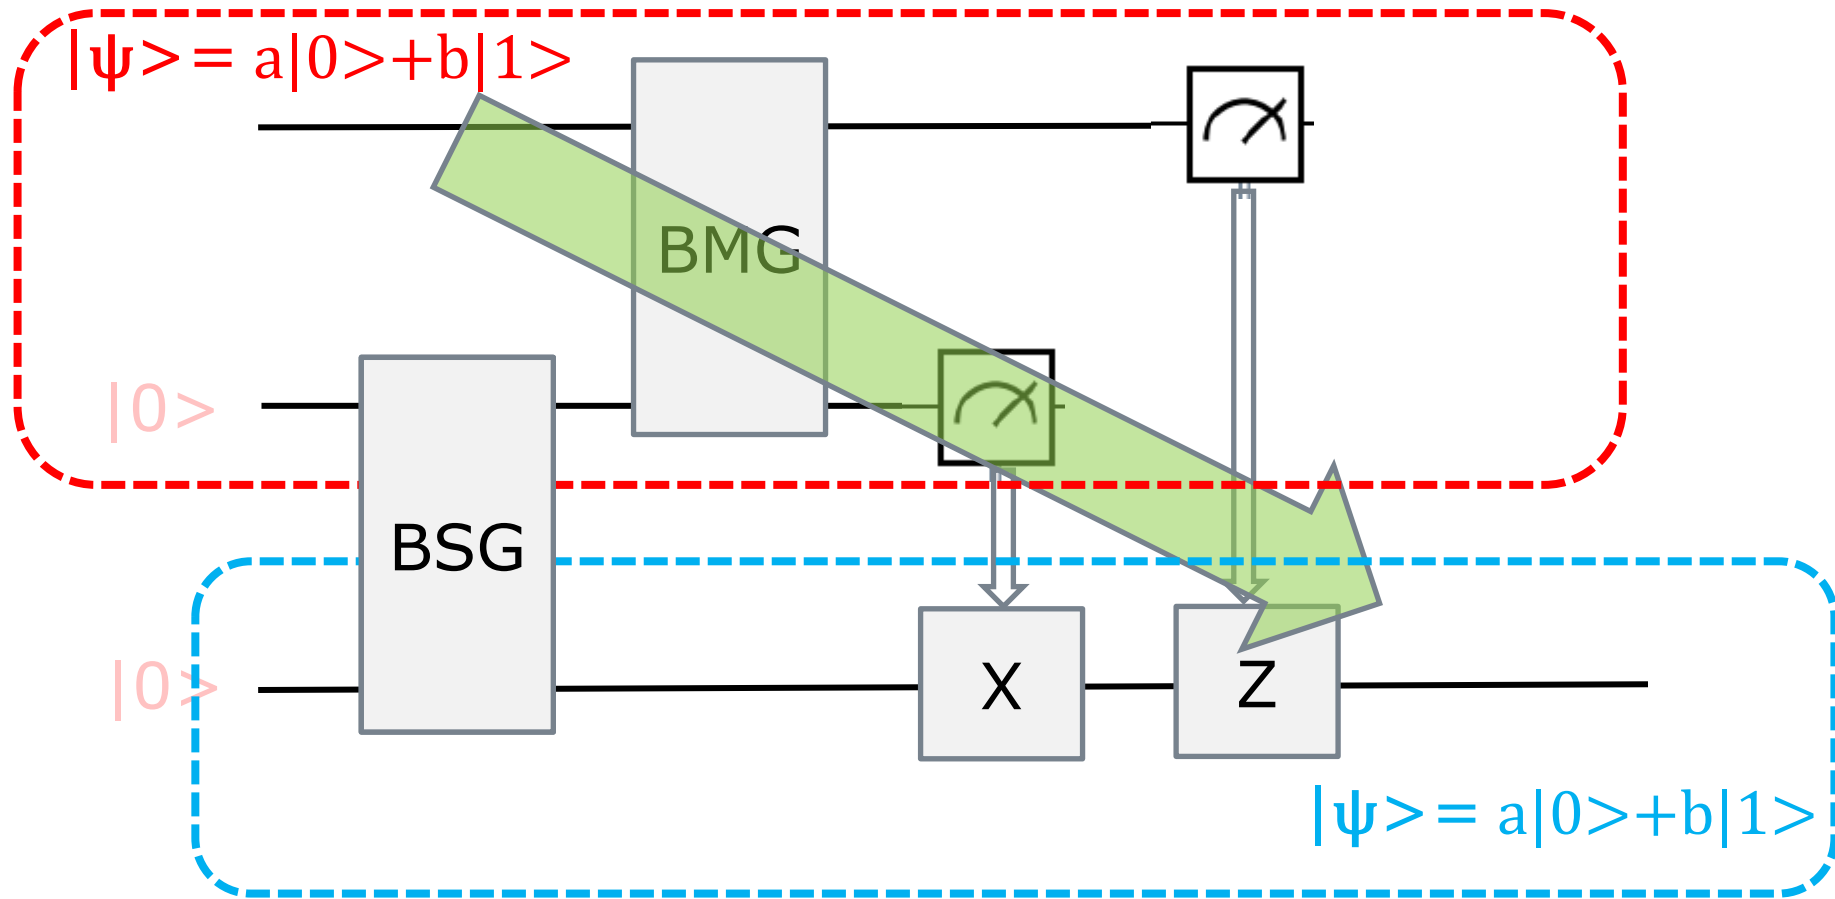 |ψ>= a|0>+b|1>
BMG
|0>
BSG
|0>
X
Z
|ψ>= a|0>+b|1>